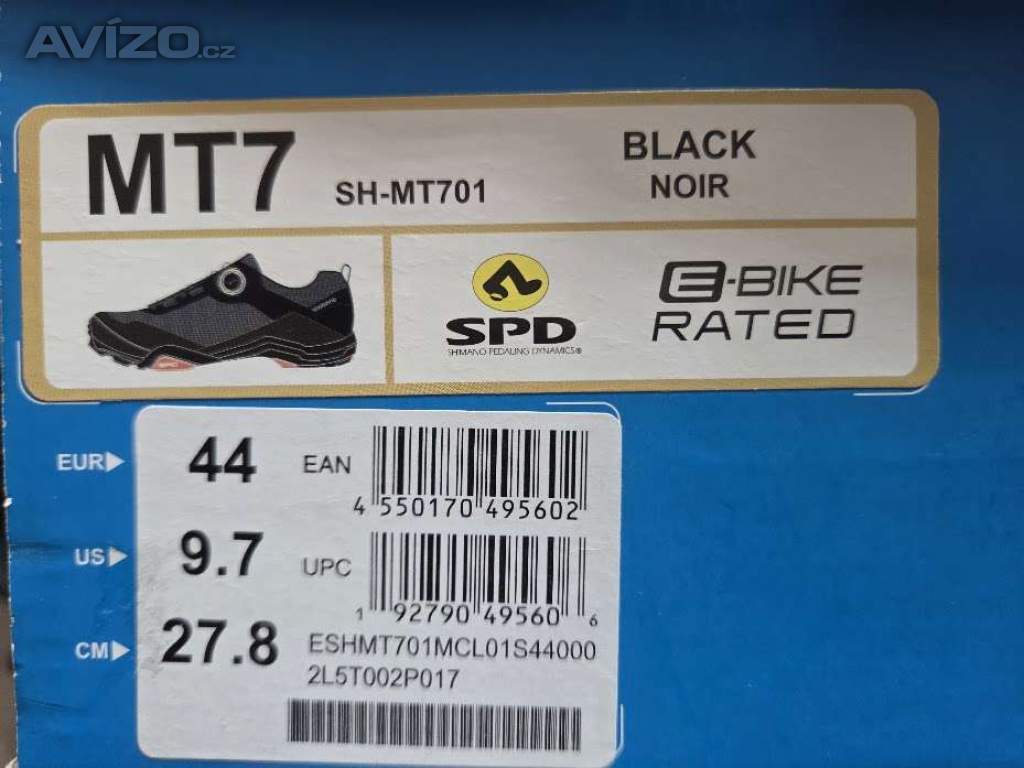 AVÍZO.cz
MT7
SH-MT701
BLACK
NOIR
SPD
SHIMANO PEDALING DYNAMICS®
E-BIKE
RATED
EUR 44
EAN
4 550170 495602
US 9.7
UPC
1 92790 49560 6
CM 27.8
ESHMT701MCL01S44000
2L5T002P017